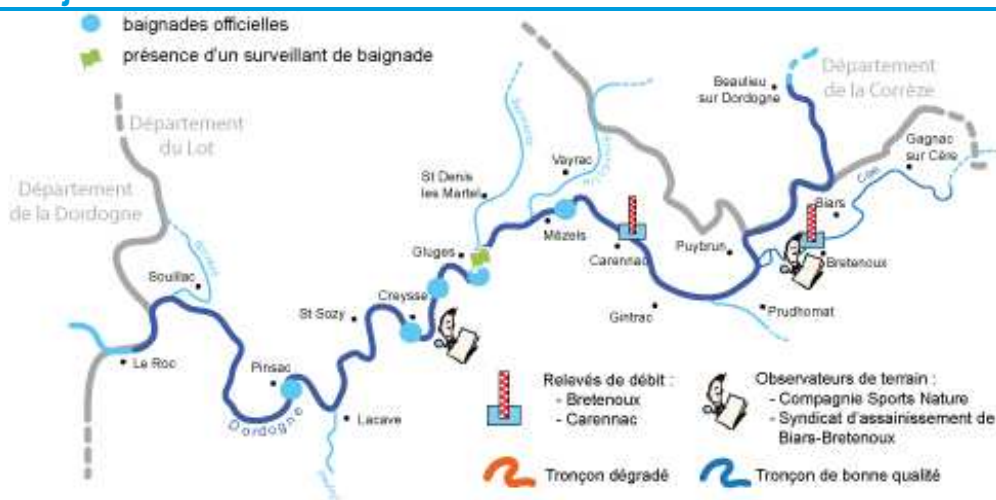 baignades officielles
présence d'un surveillant de baignade
Département
de la Corrèze
Beaulieu
sur Dordogne
Gagnac
sur Cère
Département
du Lot
Département
de la Dordogne
Vayrac
St Denis
les Martel
Cère
Biars
Mézels
Gluges
Carennac
Puybrun
Bretenoux
Souillac
Creysse
St Sozy
Gintrac
Prudhomat
Le Roc
Pinsac
Lacave
Dordogne
Relevés de débit :
- Bretenoux
- Carennac
Observateurs de terrain :
- Compagnie Sports Nature
- Syndicat d'assainissement de
Biars-Bretenoux
Tronçon dégradé
Tronçon de bonne qualité